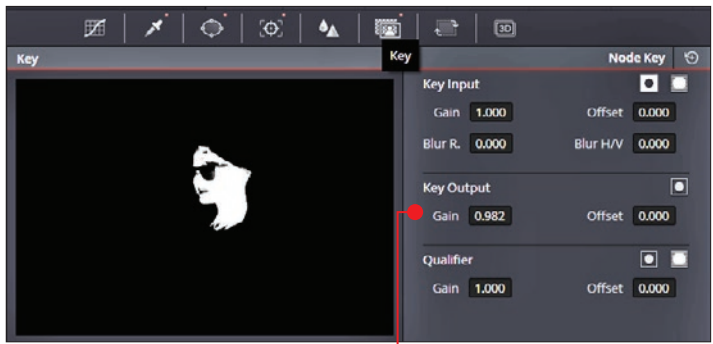 3D
Key
Key
Node Key
Key Input
Gain 1.000 Offset 0.000
Blur R. 0.000 Blur H/V 0.000
Key Output
Gain 0.982 Offset 0.000
Qualifier
Gain 1.000 Offset 0.000